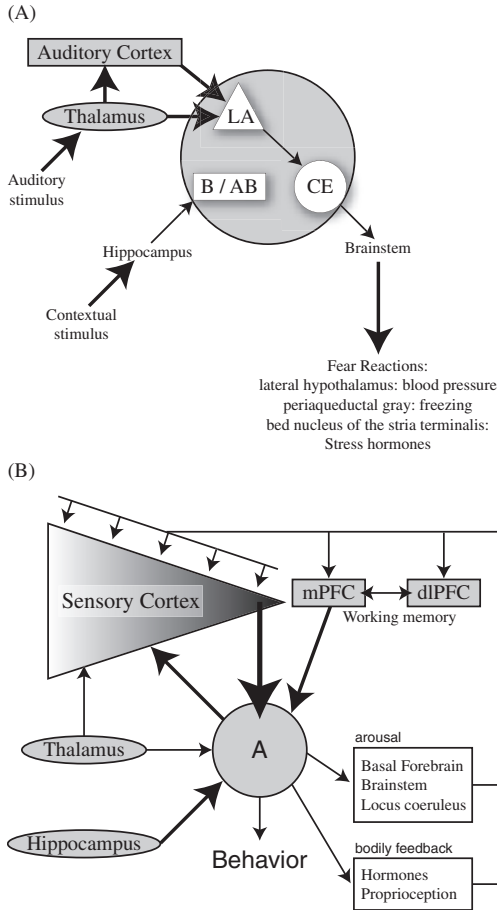 (A)
Auditory Cortex
Thalamus
LA
Auditory
stimulus
B / AB
CE
Hippocampus
Brainstem
Contextual
stimulus
Fear Reactions:
lateral hypothalamus: blood pressure
periaqueductal gray: freezing
bed nucleus of the stria terminalis:
Stress hormones
(B)
Sensory Cortex
mPFC
dlPFC
Working memory
Thalamus
A
arousal
Basal Forebrain
Brainstem
Locus coeruleus
Hippocampus
Behavior
bodily feedback
Hormones
Proprioception